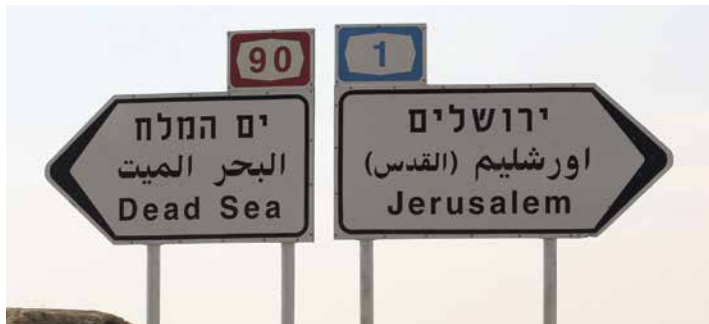 90
ים המלח
البحر الميت
Dead Sea
1
ירושלים
اورشليم (القدس)
Jerusalem